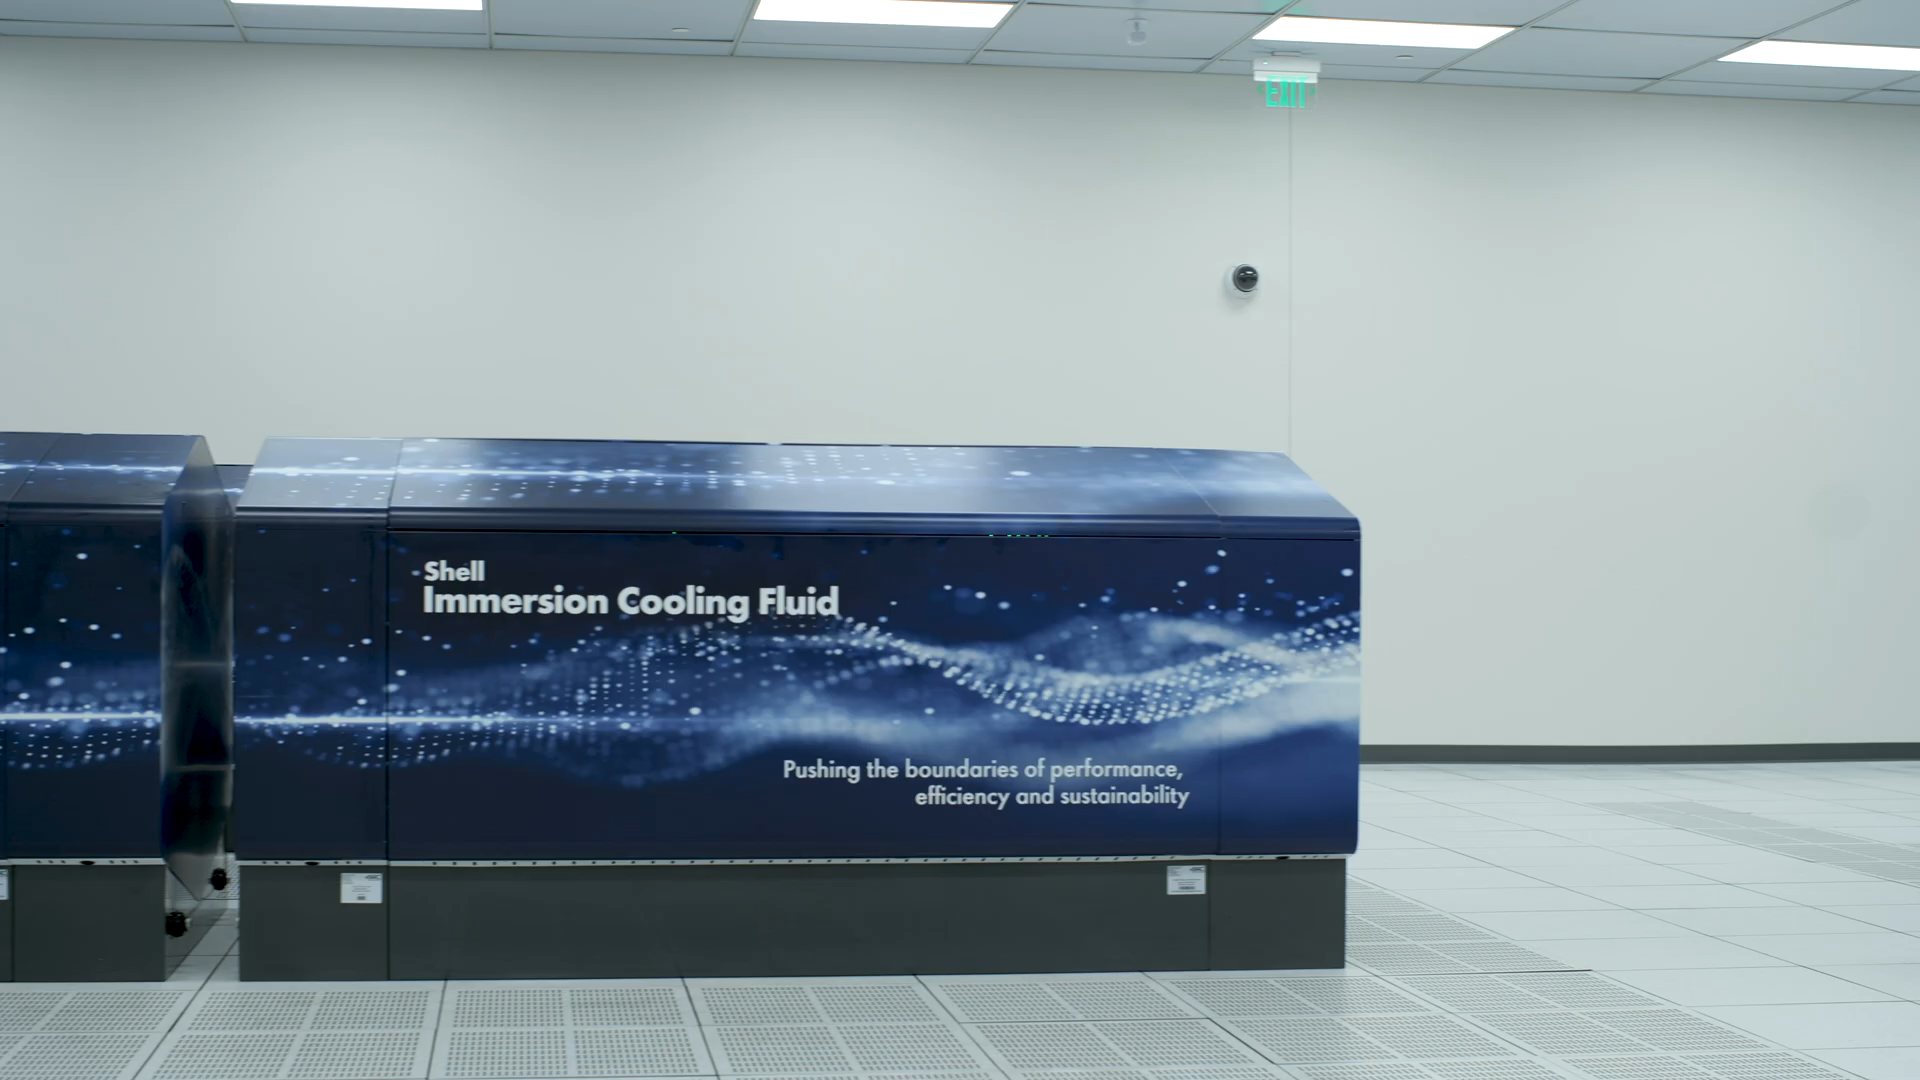 EXIT
Shell
Immersion Cooling Fluid
Pushing the boundaries of performance,
efficiency and sustainability